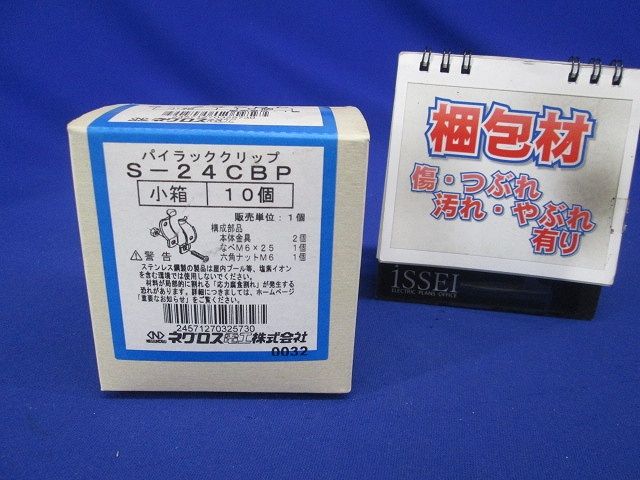 パイラッククリップ
S-24CBP
小箱 10個
販売単位：1個
構成部品
本体金具 2個
なべM6×25 1個
六角ナットM6 1個
⚠警告
ステンレス鋼製の製品は屋内プール等、塩素イオン
を含む環境では使用しないでください。
材料が局部的に割れる「応力腐食割れ」が発生する
恐れがあります。詳細につきましては、ホームページ
「重要なお知らせ」をご覧ください。
24571270325730
NEGUROSU
ネグロス電工株式会社
0032
梱包材
傷・つぶれ
汚れ・やぶれ
有り
iSSEI
ELECTRIC PLANS OFFICE